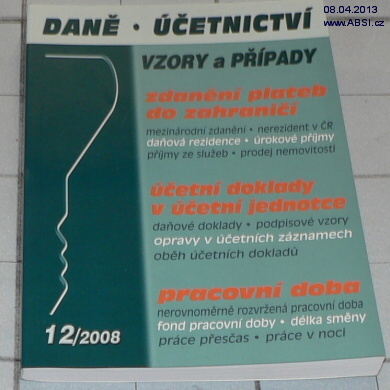 08.04.2013
www.ABSI.cz
DANĚ • ÚČETNICTVÍ
VZORY a PŘÍPADY
zdanění plateb
do zahraničí
mezinárodní zdanění • nerezident v ČR
daňová rezidence • úrokové příjmy
příjmy ze služeb • prodej nemovitostí
účetní doklady
v účetní jednotce
daňové doklady • podpisové vzory
opravy v účetních záznamech
oběh účetních dokladů
pracovní doba
nerovnoměrně rozvržená pracovní doba
fond pracovní doby • délka směny
práce přesčas • práce v noci
12/2008